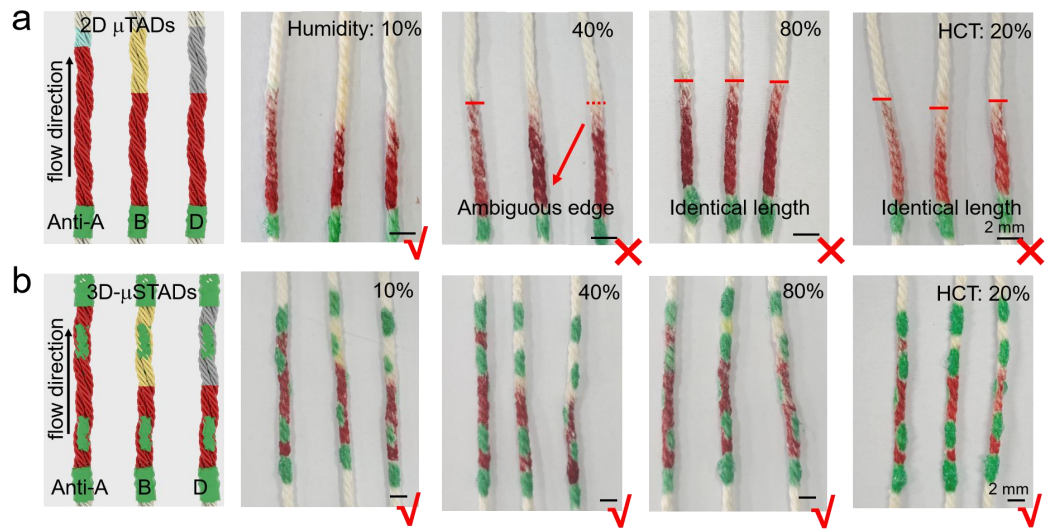 a
2D μTADs
Humidity: 10%
40%
80%
HCT: 20%
flow direction
Anti-A B D
Ambiguous edge
Identical length
Identical length
2 mm
√
×
×
×
b
3D-μSTADs
10%
40%
80%
HCT: 20%
flow direction
Anti-A B D
2 mm
√
√
√
√